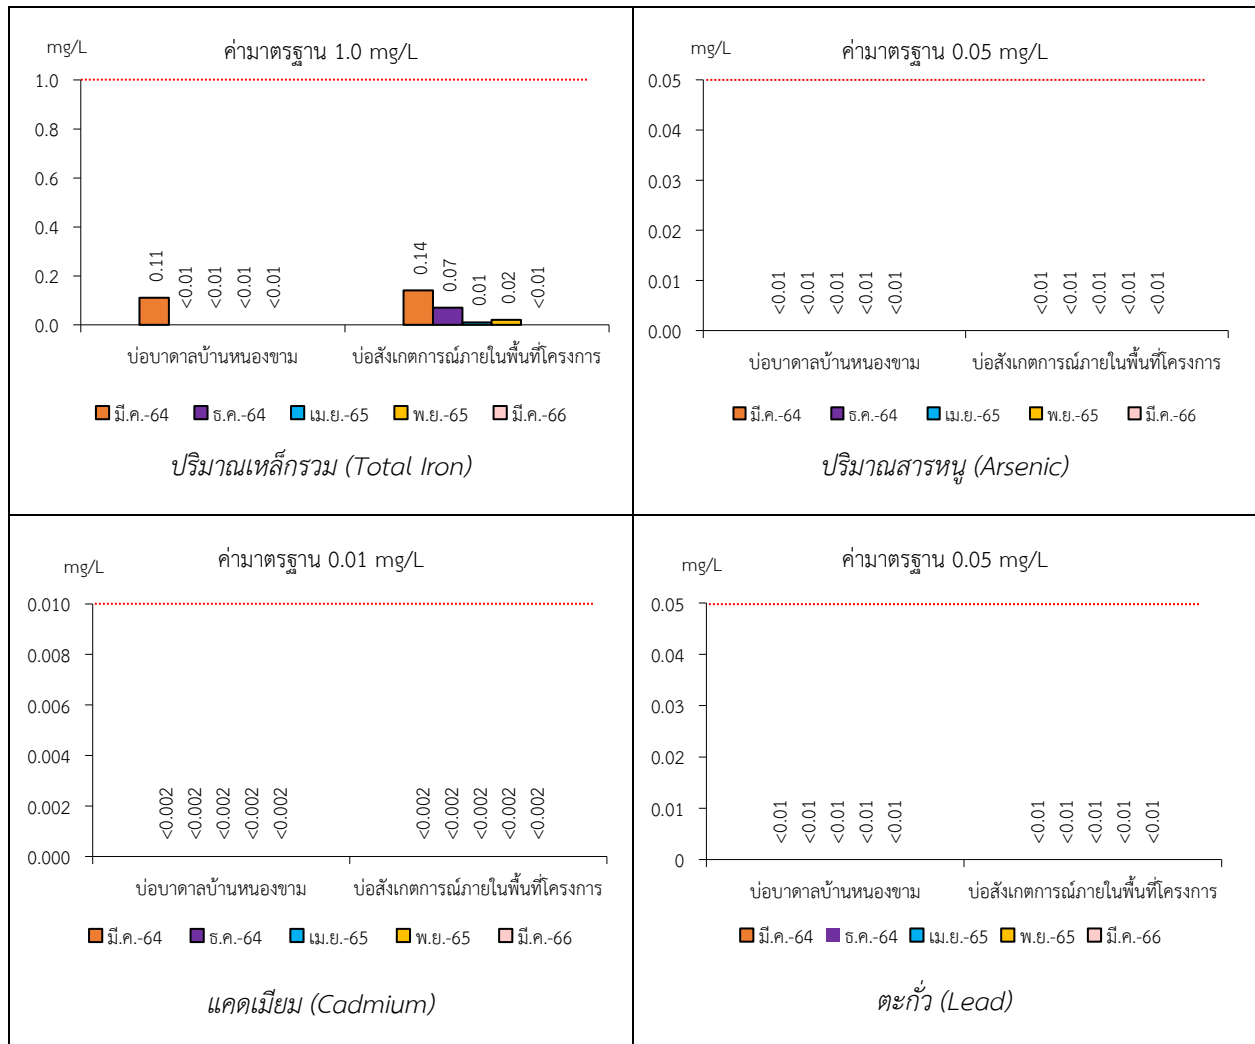 mg/L
ค่ามาตรฐาน 1.0 mg/L
1.0
0.8
0.6
0.4
0.2
0.0
0.11
<0.01
<0.01
<0.01
<0.01
0.14
0.07
0.01
0.02
<0.01
บ่อบาดาลบ้านหนองขาม
บ่อสังเกตการณ์ภายในพื้นที่โครงการ
มี.ค.-64 ธ.ค.-64 เม.ย.-65 พ.ย.-65 มี.ค.-66
ปริมาณเหล็กรวม (Total Iron)
mg/L
ค่ามาตรฐาน 0.05 mg/L
0.05
0.04
0.03
0.02
0.01
0.00
<0.01
<0.01
<0.01
<0.01
<0.01
<0.01
<0.01
<0.01
<0.01
<0.01
บ่อบาดาลบ้านหนองขาม
บ่อสังเกตการณ์ภายในพื้นที่โครงการ
มี.ค.-64 ธ.ค.-64 เม.ย.-65 พ.ย.-65 มี.ค.-66
ปริมาณสารหนู (Arsenic)
mg/L
ค่ามาตรฐาน 0.01 mg/L
0.010
0.008
0.006
0.004
0.002
0.000
<0.002
<0.002
<0.002
<0.002
<0.002
<0.002
<0.002
<0.002
<0.002
<0.002
บ่อบาดาลบ้านหนองขาม
บ่อสังเกตการณ์ภายในพื้นที่โครงการ
มี.ค.-64 ธ.ค.-64 เม.ย.-65 พ.ย.-65 มี.ค.-66
แคดเมียม (Cadmium)
mg/L
ค่ามาตรฐาน 0.05 mg/L
0.05
0.04
0.03
0.02
0.01
0
<0.01
<0.01
<0.01
<0.01
<0.01
<0.01
<0.01
<0.01
<0.01
<0.01
บ่อบาดาลบ้านหนองขาม
บ่อสังเกตการณ์ภายในพื้นที่โครงการ
มี.ค.-64 ธ.ค.-64 เม.ย.-65 พ.ย.-65 มี.ค.-66
ตะกั่ว (Lead)